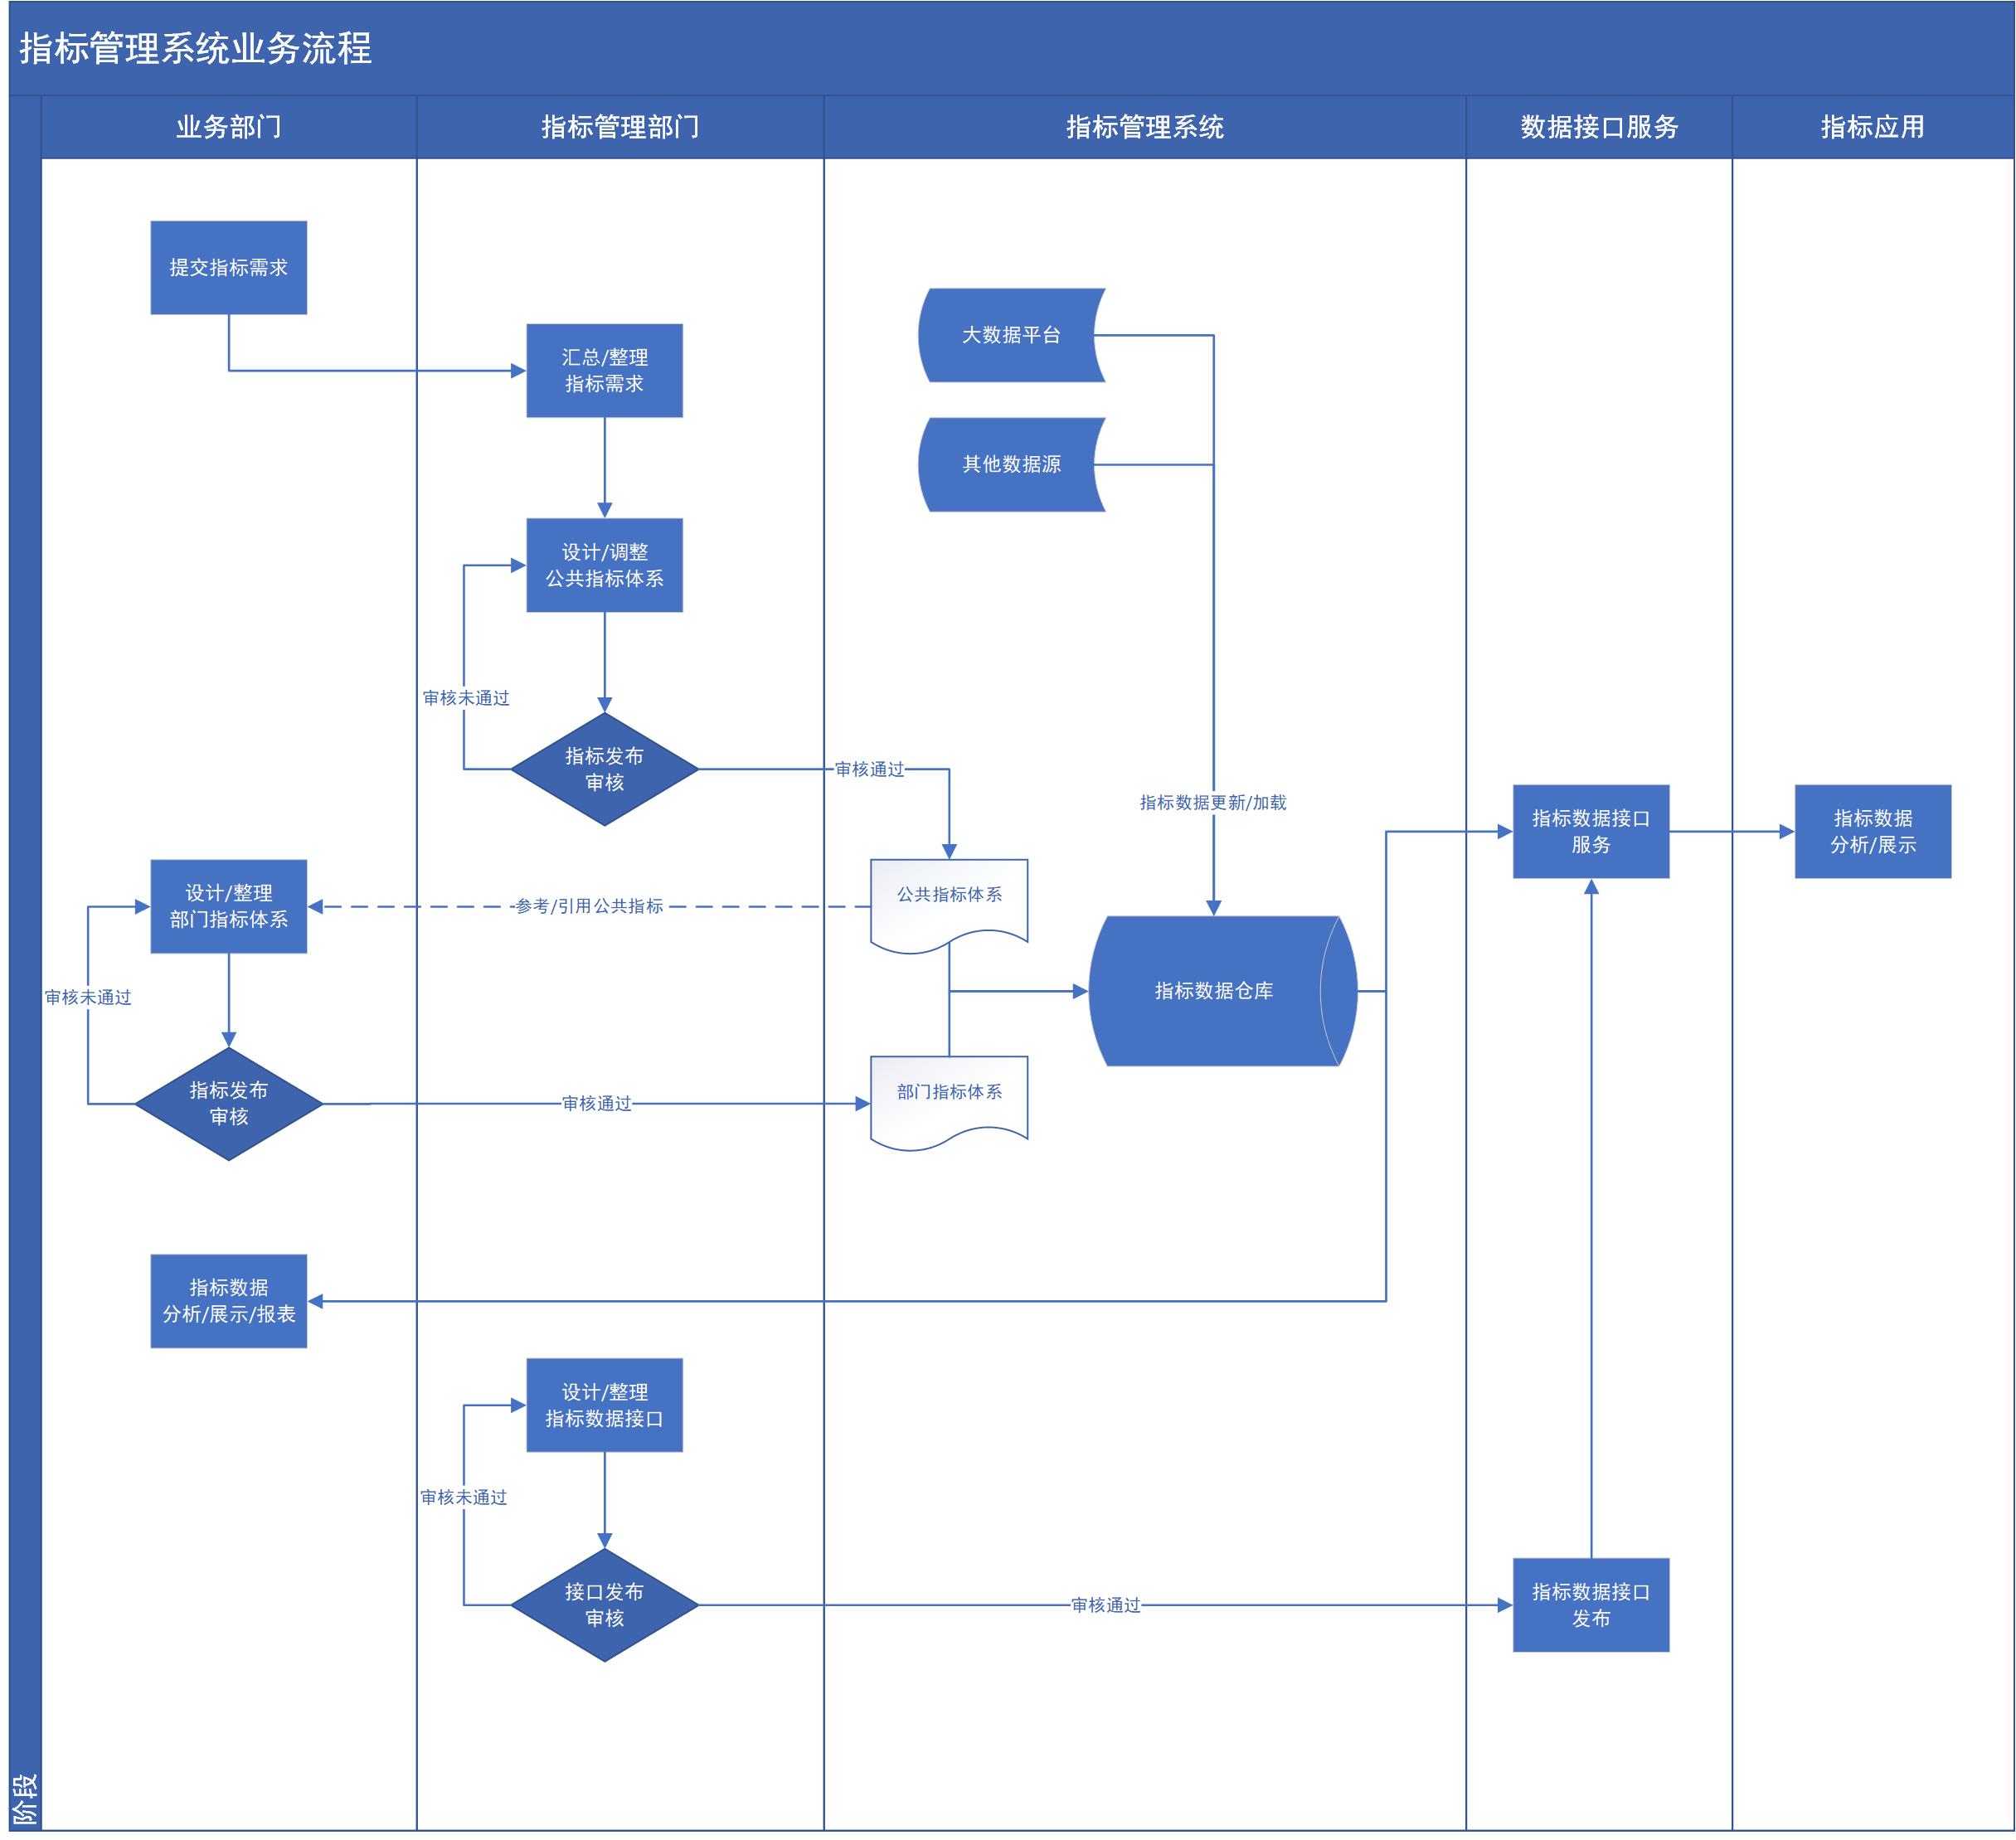 指标管理系统业务流程
业务部门
指标管理部门
指标管理系统
数据接口服务
指标应用
提交指标需求
汇总/整理
指标需求
大数据平台
其他数据源
设计/调整
公共指标体系
审核未通过
指标发布
审核
审核通过
指标数据更新/加载
指标数据接口
服务
指标数据
分析/展示
设计/整理
部门指标体系
参考/引用公共指标
公共指标体系
审核未通过
指标数据仓库
指标发布
审核
审核通过
部门指标体系
指标数据
分析/展示/报表
设计/整理
指标数据接口
审核未通过
接口发布
审核
审核通过
指标数据接口
发布
阶段